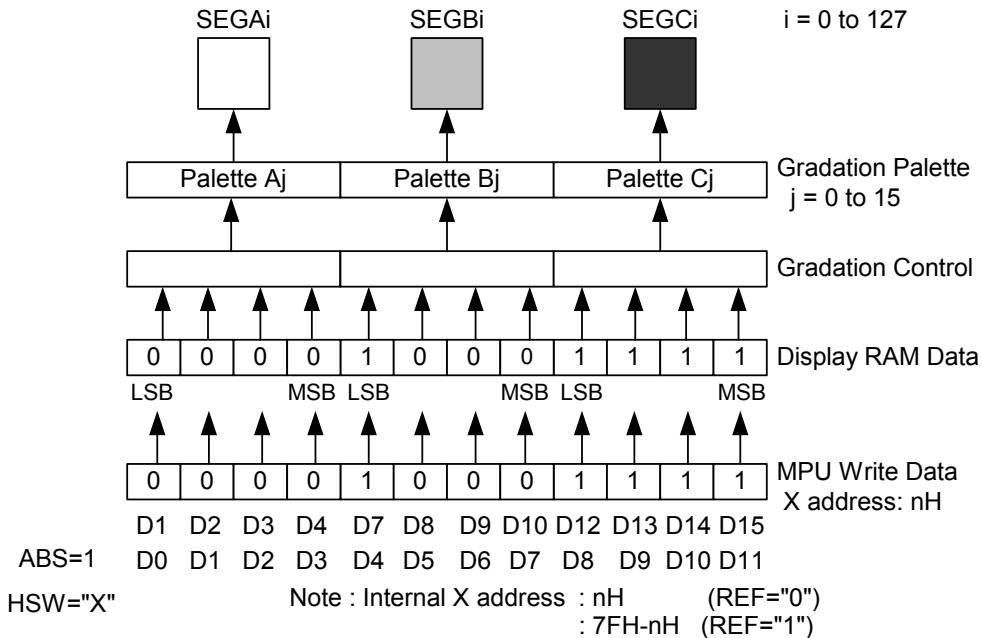 SEGAi SEGBi SEGCi i = 0 to 127
Palette Aj Palette Bj Palette Cj Gradation Palette
j = 0 to 15
Gradation Control
0 0 0 0 1 0 0 0 1 1 1 1 Display RAM Data
LSB MSB LSB MSB LSB MSB
0 0 0 0 1 0 0 0 1 1 1 1 MPU Write Data
X address: nH
D1 D2 D3 D4 D7 D8 D9 D10 D12 D13 D14 D15
ABS=1 D0 D1 D2 D3 D4 D5 D6 D7 D8 D9 D10 D11
HSW="X" Note : Internal X address : nH (REF="0")
: 7FH-nH (REF="1")